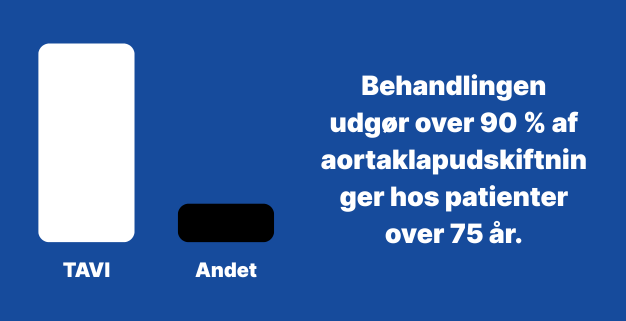 Behandlingen
udgør over 90 % af
aortaklapudskiftnin
ger hos patienter
over 75 år.
TAVI
Andet